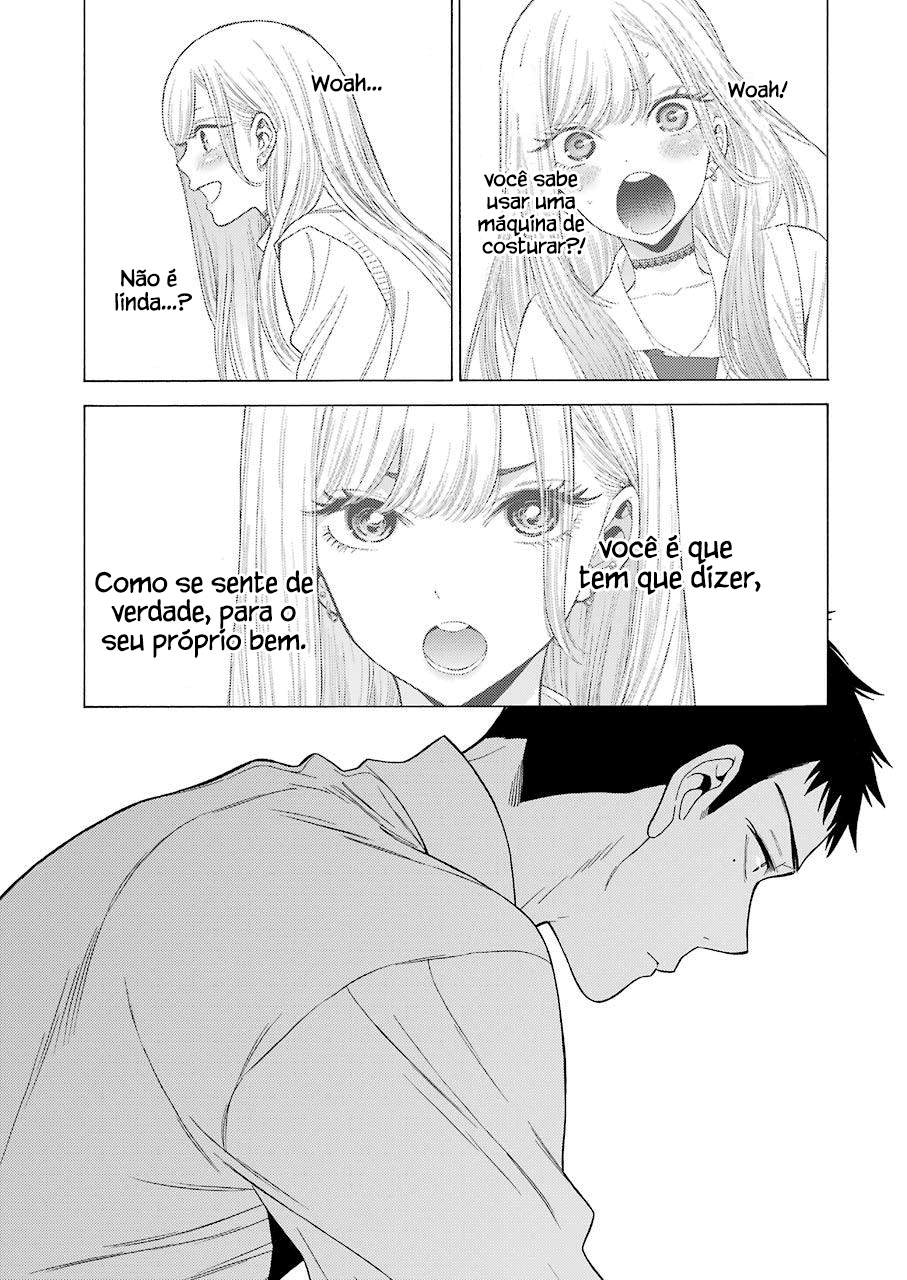 Woah!
você sabe
usar uma
máquina de
costurar?!
Woah...
Não é
linda...?
você é que
tem que dizer,
Como se sente de
verdade, para o
seu próprio bem.